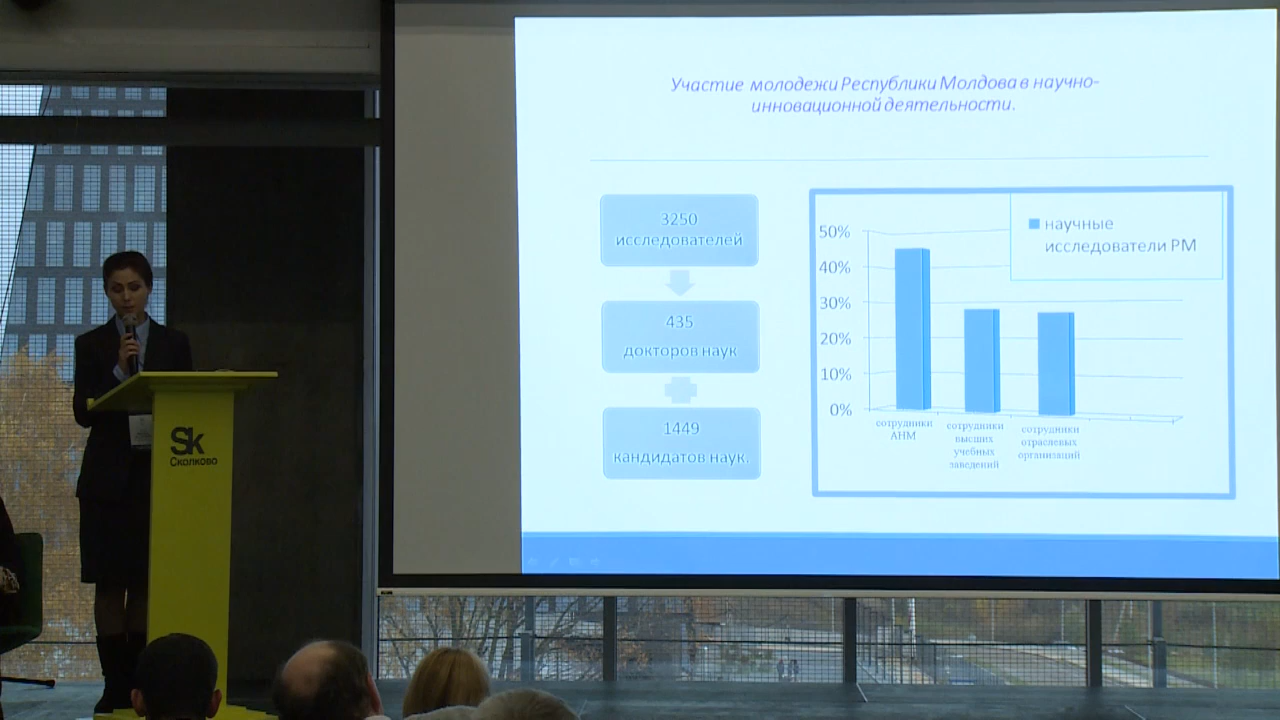 Участие молодежи Республики Молдова в научно-
инновационной деятельности.
3250
исследователей
435
докторов наук
1449
кандидатов наук.
научные
исследователи РМ
50%
40%
30%
20%
10%
0%
сотрудники
АНМ
сотрудники
высших
учебных
заведений
сотрудники
отраслевых
организаций
Sk
Сколково